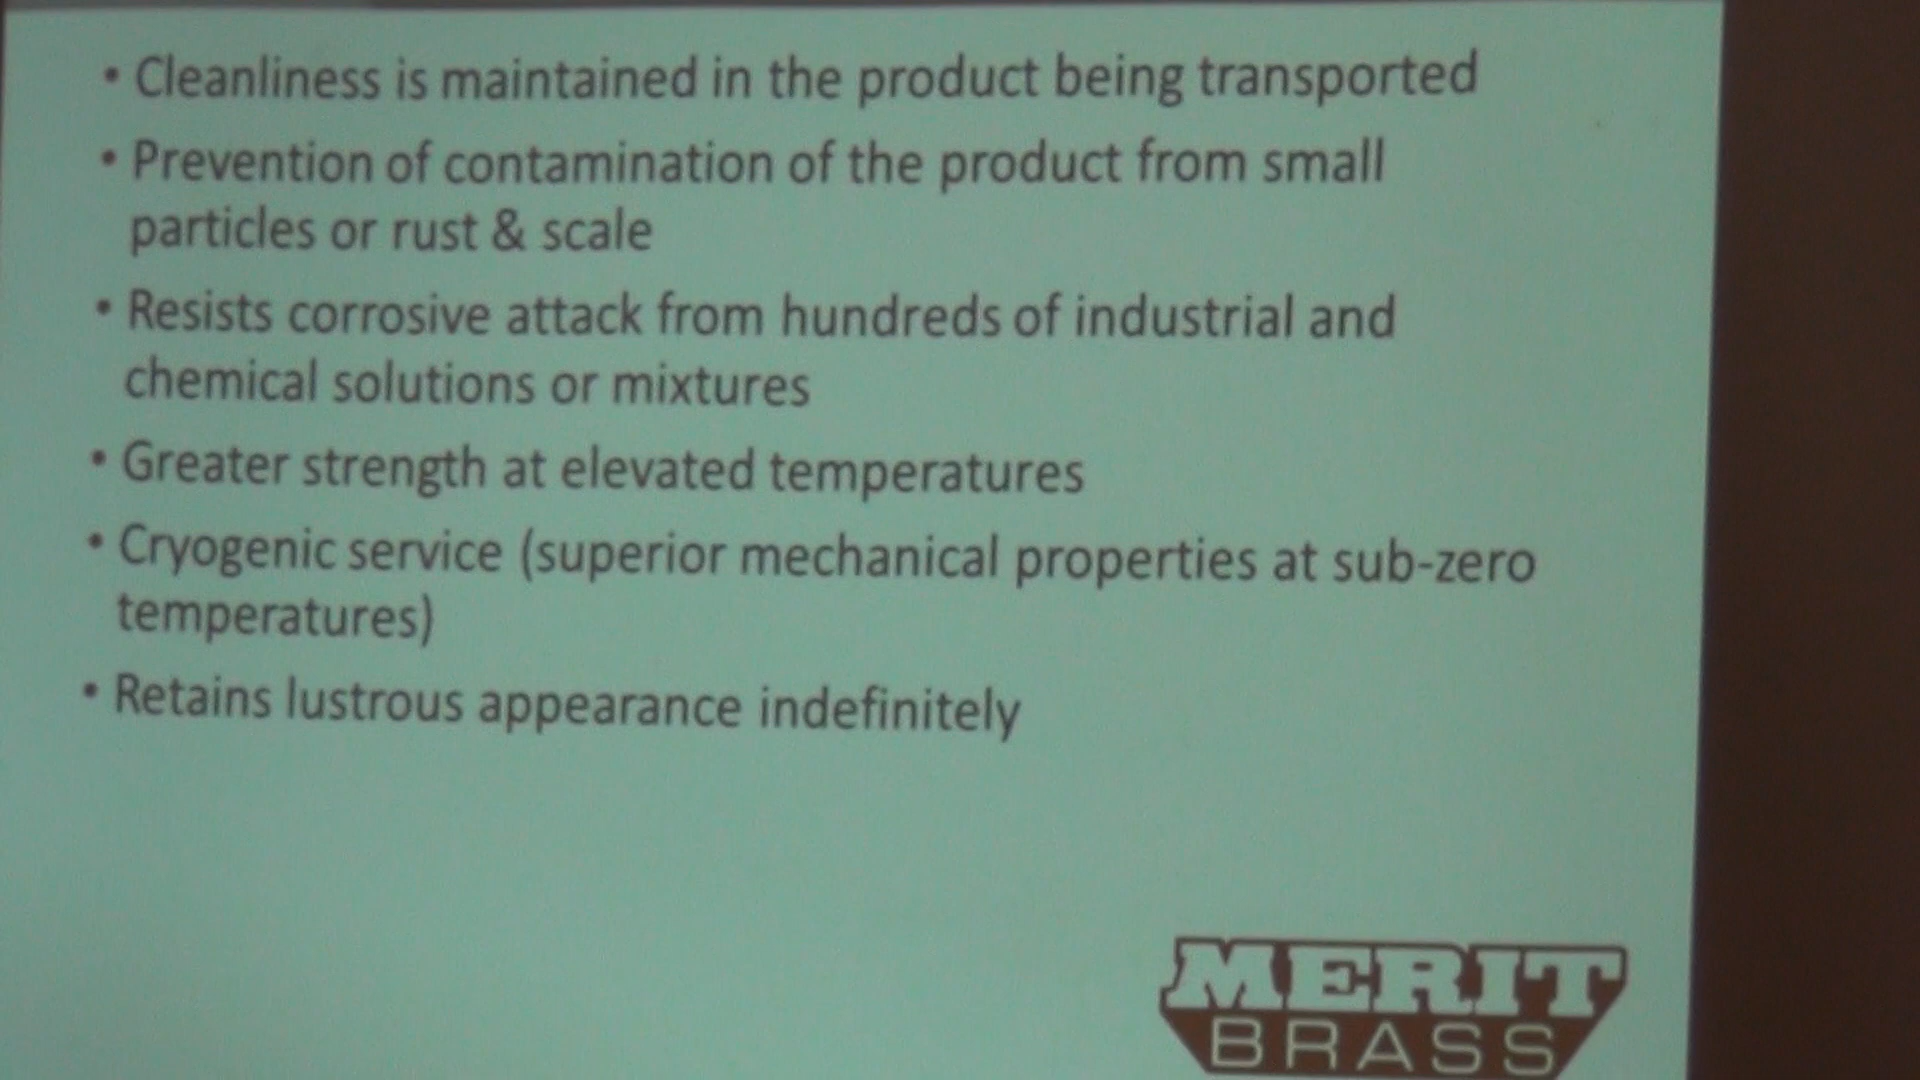 • Cleanliness is maintained in the product being transported
• Prevention of contamination of the product from small
particles or rust & scale
• Resists corrosive attack from hundreds of industrial and
chemical solutions or mixtures
• Greater strength at elevated temperatures
• Cryogenic service (superior mechanical properties at sub-zero
temperatures)
• Retains lustrous appearance indefinitely
MERIT
BRASS